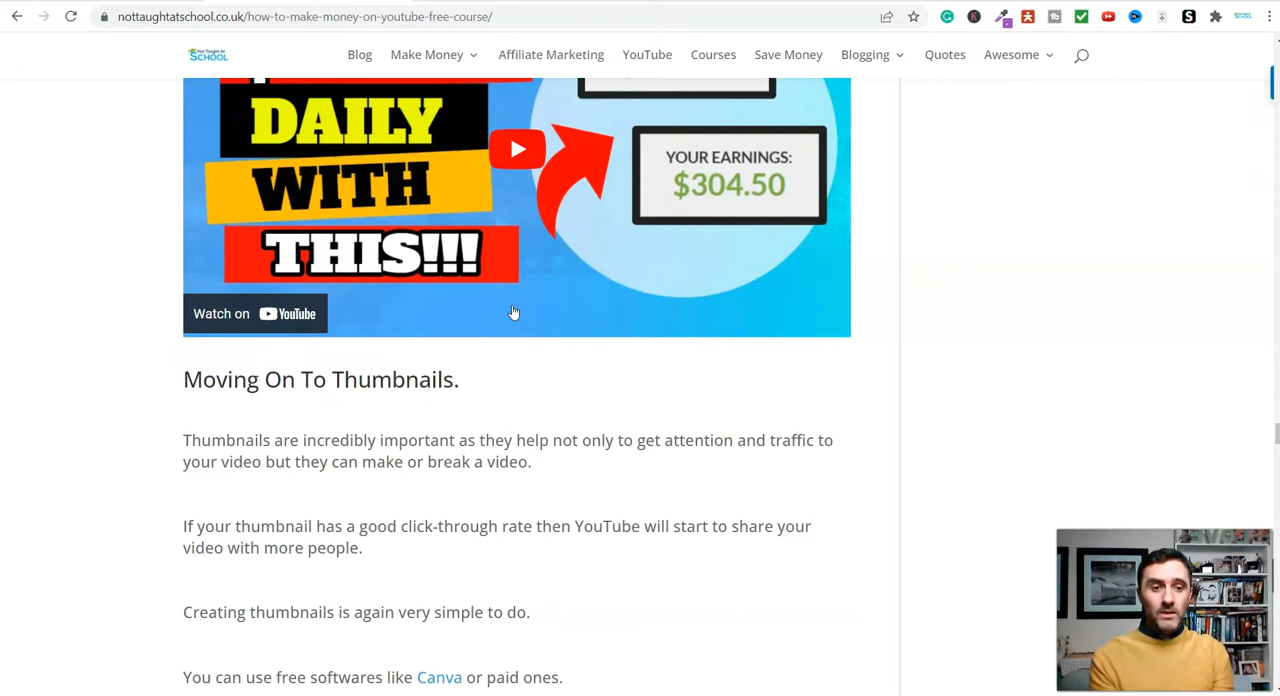 nottaughtatschool.co.uk/how-to-make-money-on-youtube-free-course/
Not Taught At
SCHOOL
Blog Make Money Affiliate Marketing YouTube Courses Save Money Blogging Quotes Awesome
DAILY
WITH
THIS!!!
YOUR EARNINGS:
$304.50
Watch on YouTube
Moving On To Thumbnails.
Thumbnails are incredibly important as they help not only to get attention and traffic to
your video but they can make or break a video.
If your thumbnail has a good click-through rate then YouTube will start to share your
video with more people.
Creating thumbnails is again very simple to do.
You can use free softwares like Canva or paid ones.